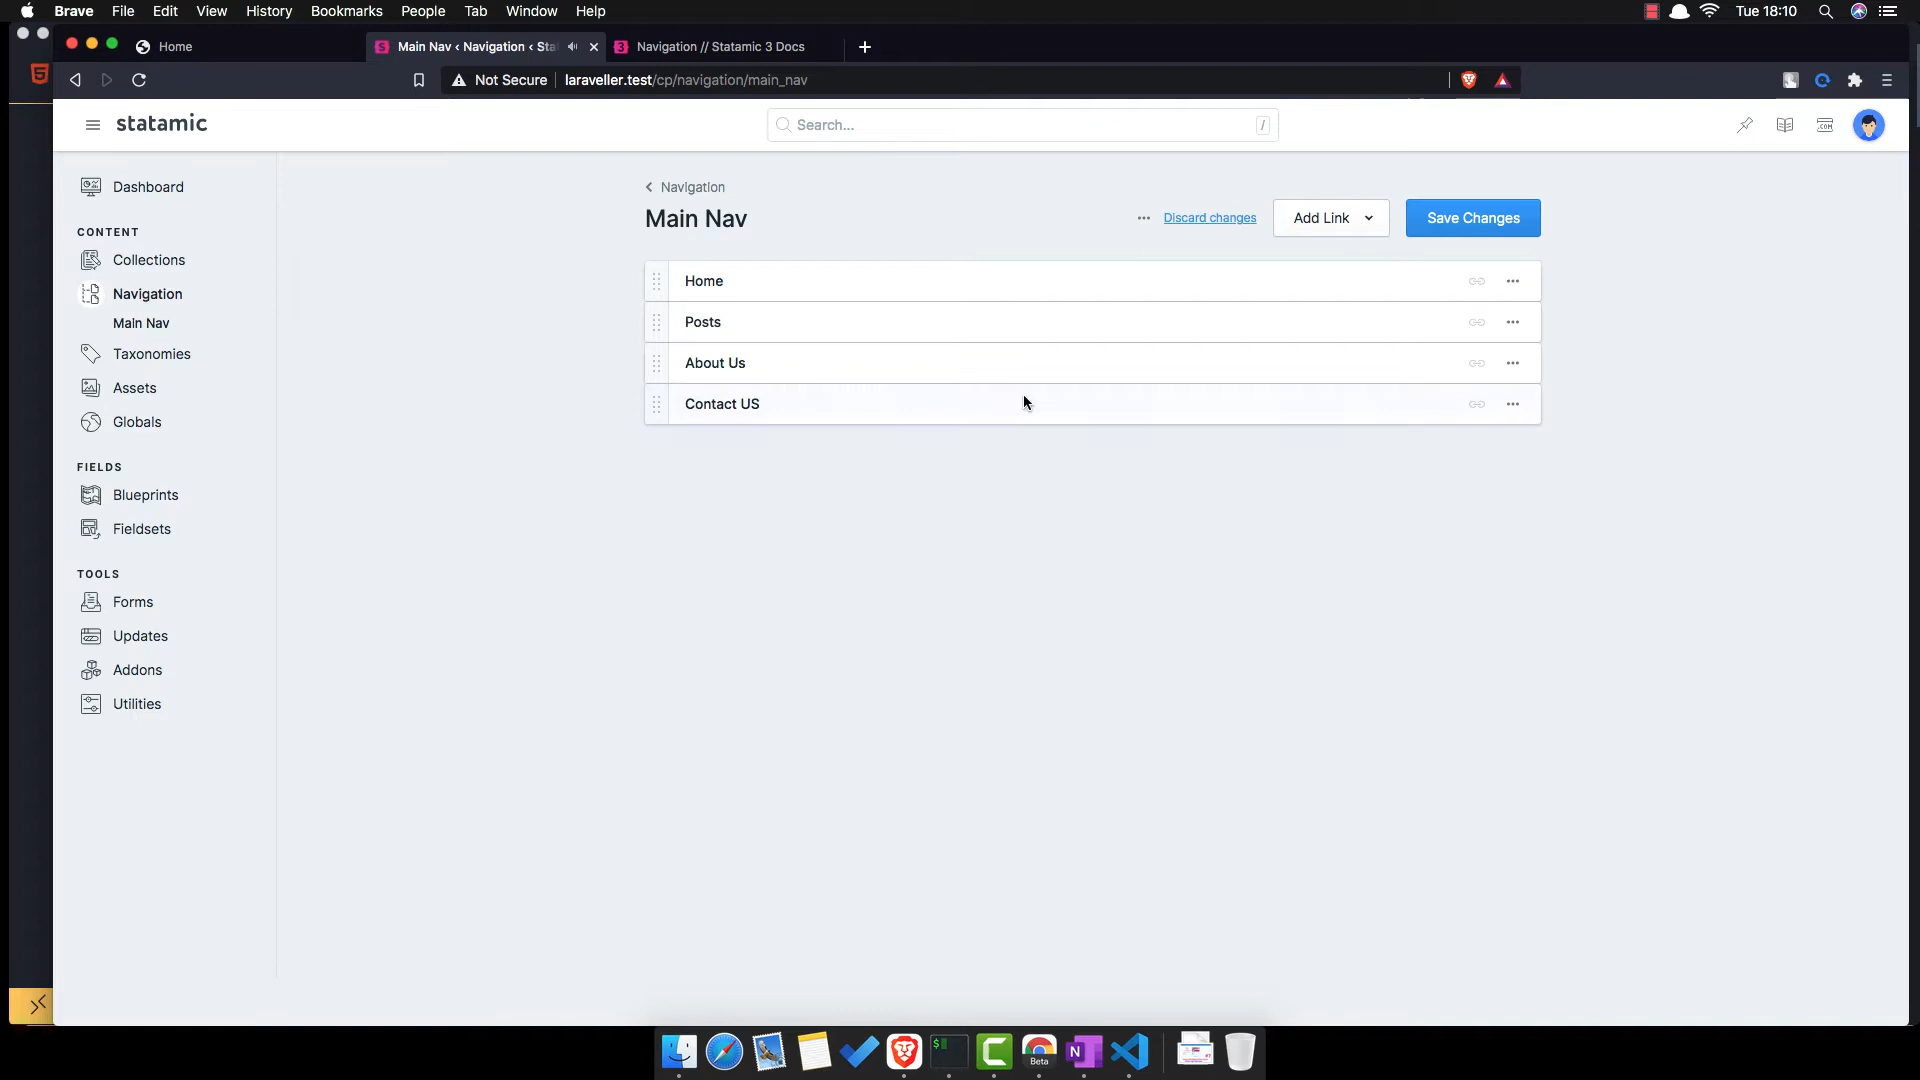 Brave File Edit View History Bookmarks People Tab Window Help Tue 18:10
Home Main Nav ‹ Navigation ‹ Sta Navigation // Statamic 3 Docs
Not Secure laraveller.test/cp/navigation/main_nav
statamic Search... /
.COM
Dashboard
CONTENT
Collections
Navigation
Main Nav
Taxonomies
Assets
Globals
FIELDS
Blueprints
Fieldsets
TOOLS
Forms
Updates
Addons
Utilities
Navigation
Main Nav Discard changes Add Link Save Changes
Home
Posts
About Us
Contact US
$
Beta
N